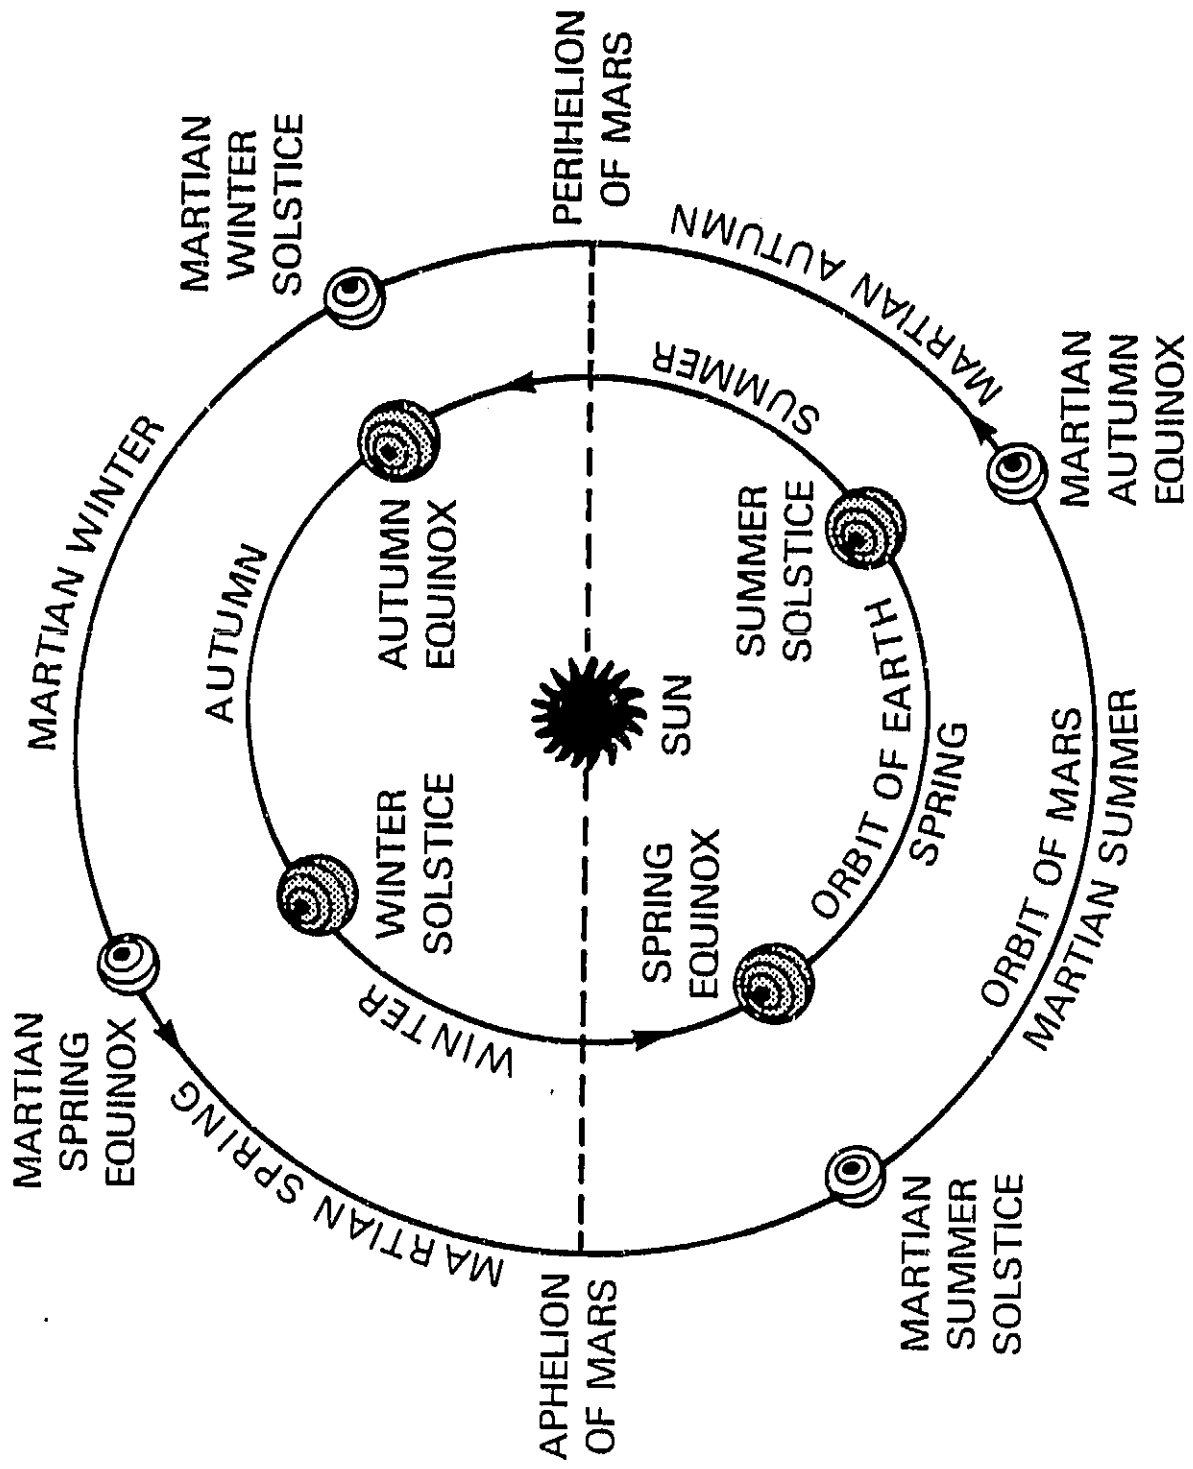 MARTIAN
SPRING
EQUINOX
MARTIAN WINTER
MARTIAN
WINTER
SOLSTICE
AUTUMN
MARTIAN SPRING
WINTER
SOLSTICE
AUTUMN
EQUINOX
WINTER
APHELION
OF MARS
SUN
PERIHELION
OF MARS
SPRING
EQUINOX
SUMMER
SOLSTICE
SUMMER
MARTIAN AUTUMN
ORBIT OF EARTH
SPRING
ORBIT OF MARS
MARTIAN SUMMER
MARTIAN
SUMMER
SOLSTICE
MARTIAN
AUTUMN
EQUINOX